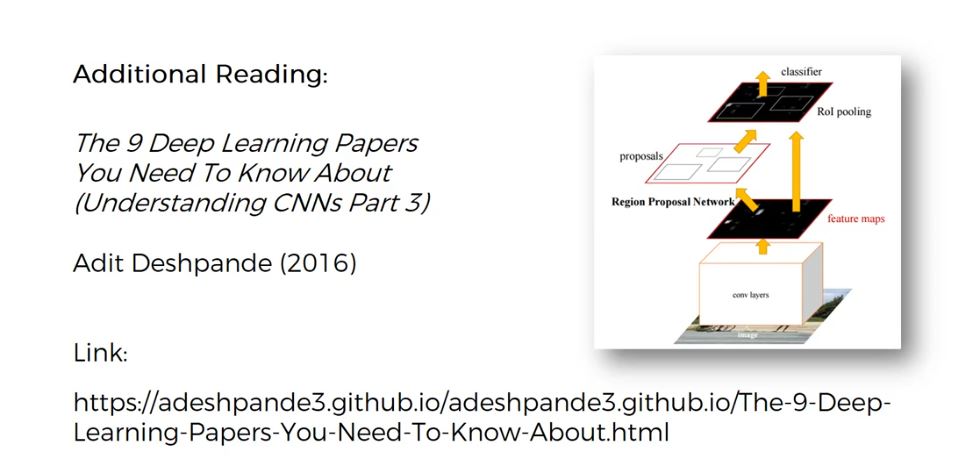 Additional Reading:
The 9 Deep Learning Papers
You Need To Know About
(Understanding CNNs Part 3)
Adit Deshpande (2016)
Link:
https://adeshpande3.github.io/adeshpande3.github.io/The-9-Deep-
Learning-Papers-You-Need-To-Know-About.html
classifier
RoI pooling
proposals
Region Proposal Network
feature maps
conv layers
image